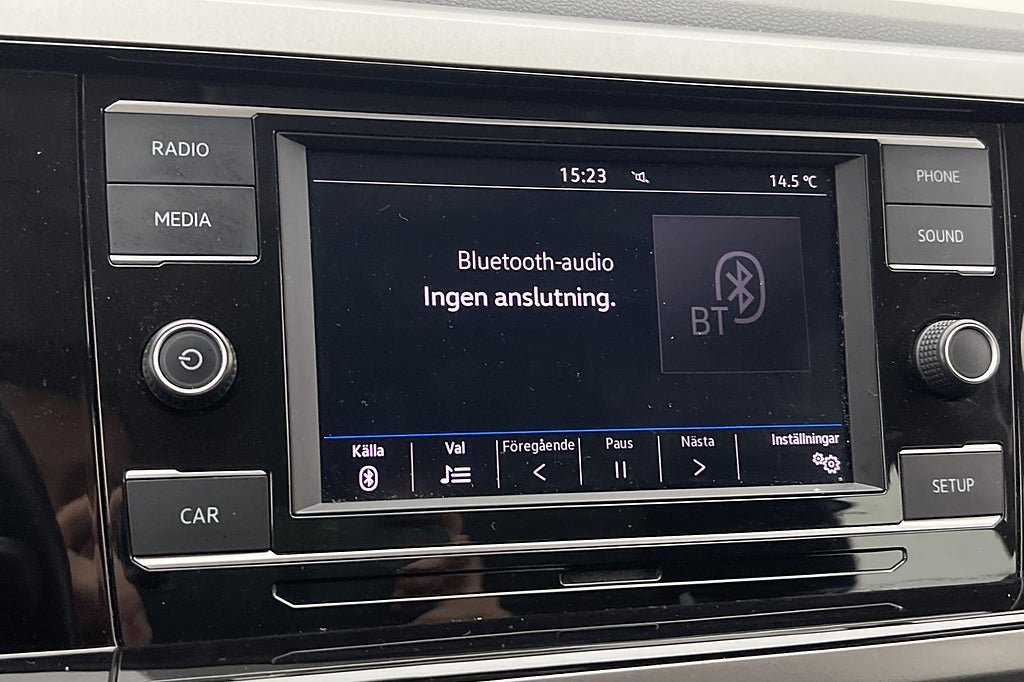 RADIO
MEDIA
CAR
15:23
14.5 °C
Bluetooth-audio
Ingen anslutning.
BT
Källa
Val
Föregående
Paus
Nästa
Inställningar
PHONE
SOUND
SETUP